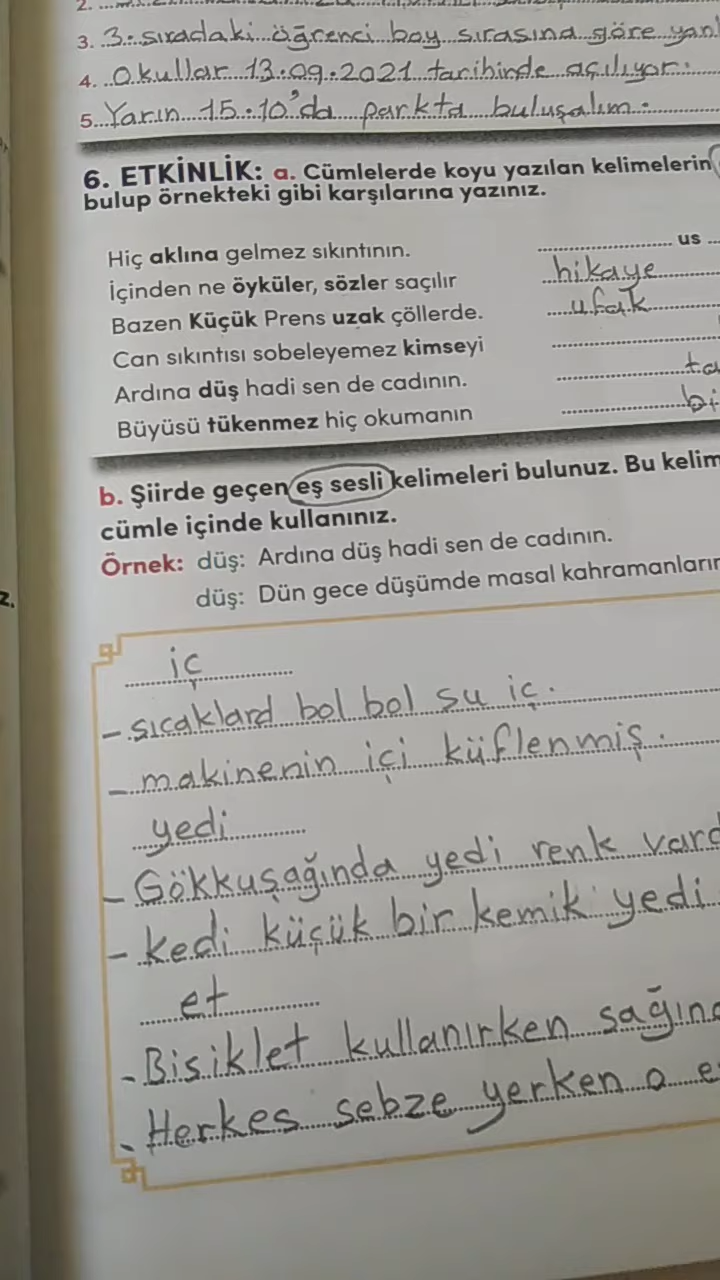 2.
3. 3. sıradaki öğrenci boy sırasına göre
4. Okullar 13.09.2021 tarihinde açılıyor.
5. Yarın 15.10'da parkta buluşalım.
6. ETKİNLİK: a. Cümlelerde koyu yazılan kelimelerin
bulup örnekteki gibi karşılarına yazınız.
Hiç aklına gelmez sıkıntının. us
İçinden ne öyküler, sözler saçılır hikaye
Bazen Küçük Prens uzak çöllerde. ufak
Can sıkıntısı sobeleyemez kimseyi
Ardına düş hadi sen de cadının.
Büyüsü tükenmez hiç okumanın
b. Şiirde geçen eş sesli kelimeleri bulunuz. Bu
cümle içinde kullanınız.
Örnek: düş: Ardına düş hadi sen de cadının.
düş: Dün gece düşümde masal
z.
iç
- sıcaklard bol bol su iç.
- makinenin içi küflenmiş.
yedi
- Gökkuşağında yedi renk
- kedi küçük bir kemik yedi
et
- Bisiklet kullanırken
- Herkes sebze yerken o